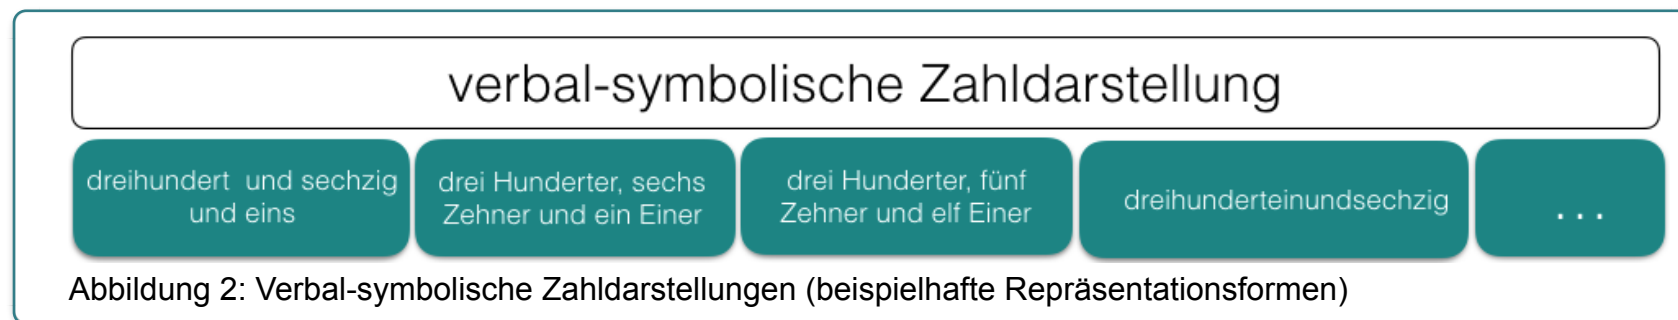 verbal-symbolische Zahldarstellung
dreihundert und sechzig
und eins
drei Hunderter, sechs
Zehner und ein Einer
drei Hunderter, fünf
Zehner und elf Einer
dreihunderteinundsechzig
...
Abbildung 2: Verbal-symbolische Zahldarstellungen (beispielhafte Repräsentationsformen)